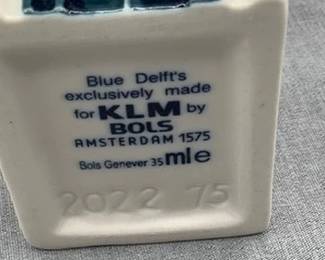 Blue Delft's
exclusively made
for KLM by
BOLS
AMSTERDAM 1575
Bols Genever 35 ml e
2022 75